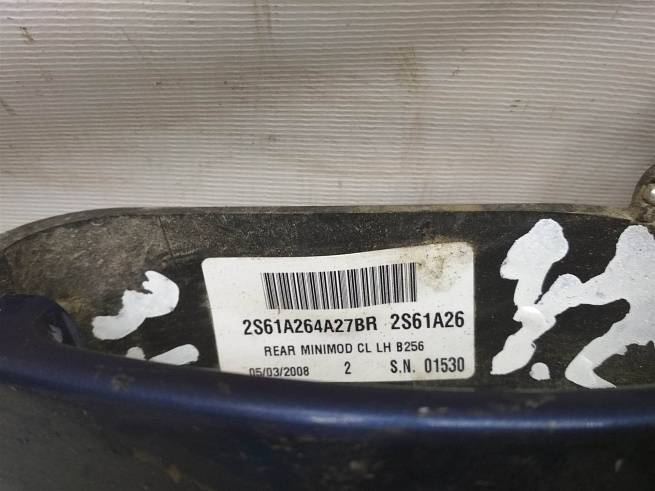 2S61A264A27BR 2S61A26
REAR MINIMOD CL LH B256
05/03/2008 2 S.N. 01530